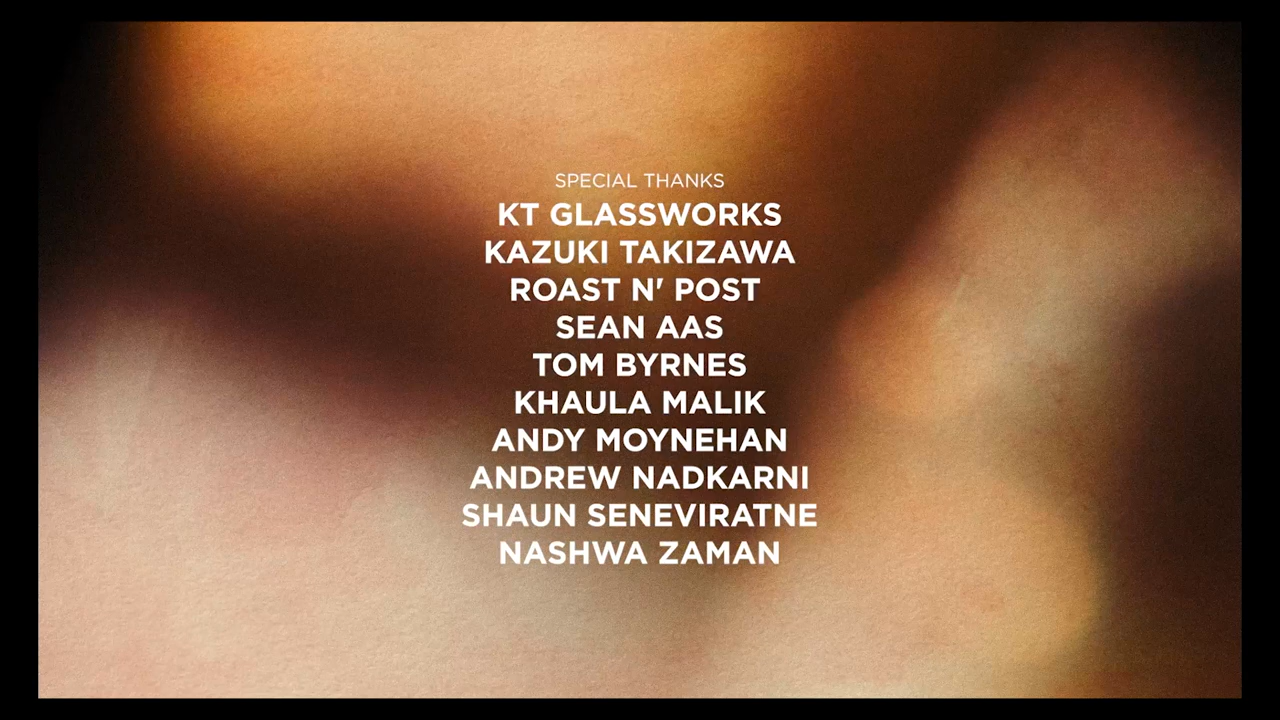 SPECIAL THANKS
KT GLASSWORKS
KAZUKI TAKIZAWA
ROAST N' POST
SEAN AAS
TOM BYRNES
KHAULA MALIK
ANDY MOYNEHAN
ANDREW NADKARNI
SHAUN SENEVIRATNE
NASHWA ZAMAN